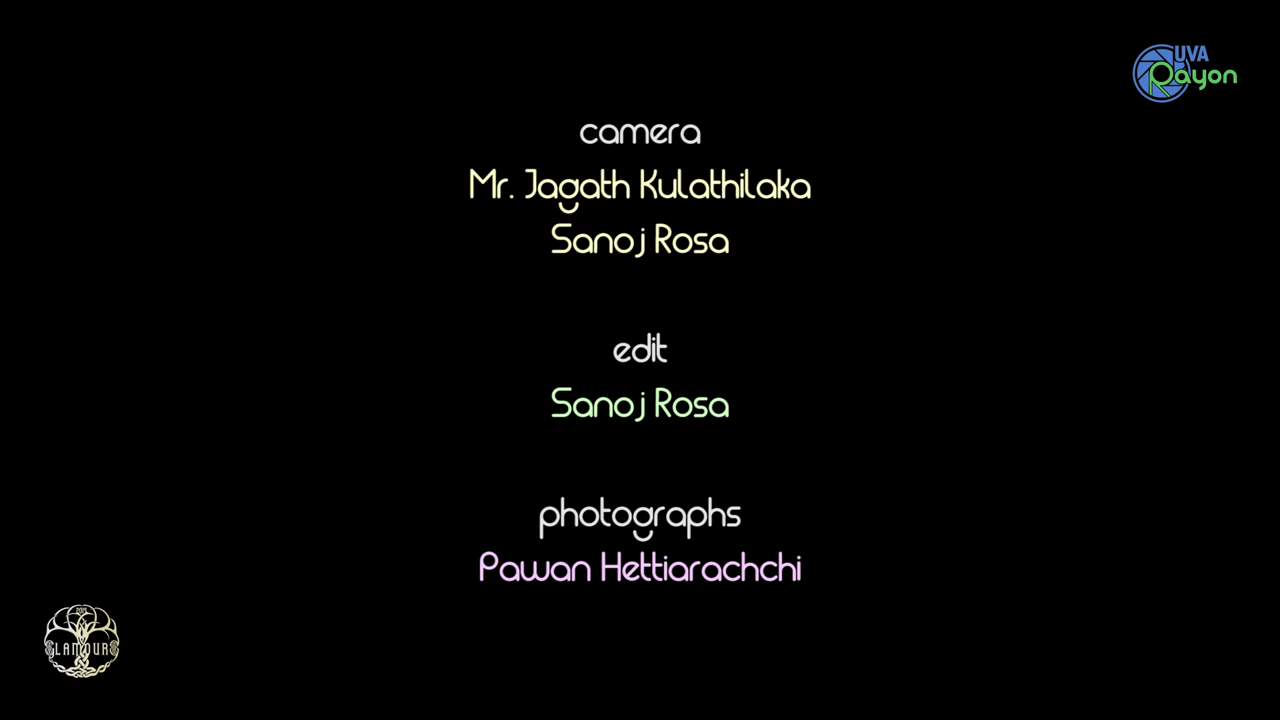 UVA
Rayon
camera
Mr. Jagath Kulathilaka
Sanoj Rosa
edit
Sanoj Rosa
photographs
Pawan Hettiarachchi
GLAMOURS